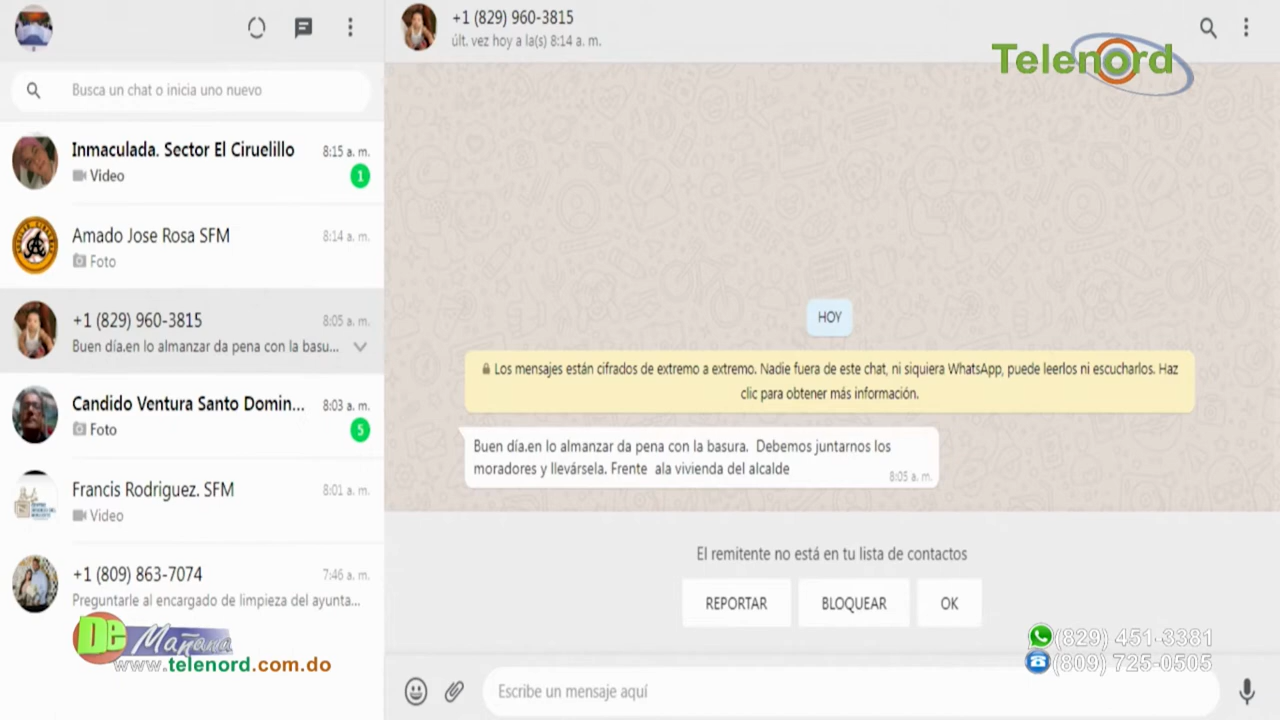 +1 (829) 960-3815
últ. vez hoy a la(s) 8:14 a. m.
Telenord
Busca un chat o inicia uno nuevo
Inmaculada. Sector El Ciruelillo
8:15 a. m.
Video
1
Amado Jose Rosa SFM
8:14 a. m.
Foto
+1 (829) 960-3815
8:05 a. m.
Buen día.en lo almanzar da pena con la basu...
Candido Ventura Santo Domin...
8:03 a. m.
Foto
5
Francis Rodriguez. SFM
8:01 a. m.
Video
+1 (809) 863-7074
7:46 a. m.
Preguntarle al encargado de limpieza del ayunta...
De Mañana
www.telenord.com.do
HOY
Los mensajes están cifrados de extremo a extremo. Nadie fuera de este chat, ni siquiera WhatsApp, puede leerlos ni escucharlos. Haz
clic para obtener más información.
Buen día.en lo almanzar da pena con la basura. Debemos juntarnos los
moradores y llevársela. Frente ala vivienda del alcalde
8:05 a. m.
El remitente no está en tu lista de contactos
REPORTAR
BLOQUEAR
OK
(829) 451-3381
(809) 725-0505
Escribe un mensaje aquí